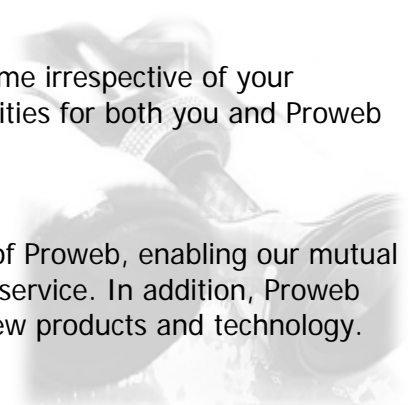 me irrespective of your
ities for both you and Proweb
of Proweb, enabling our mutual
service. In addition, Proweb
ew products and technology.